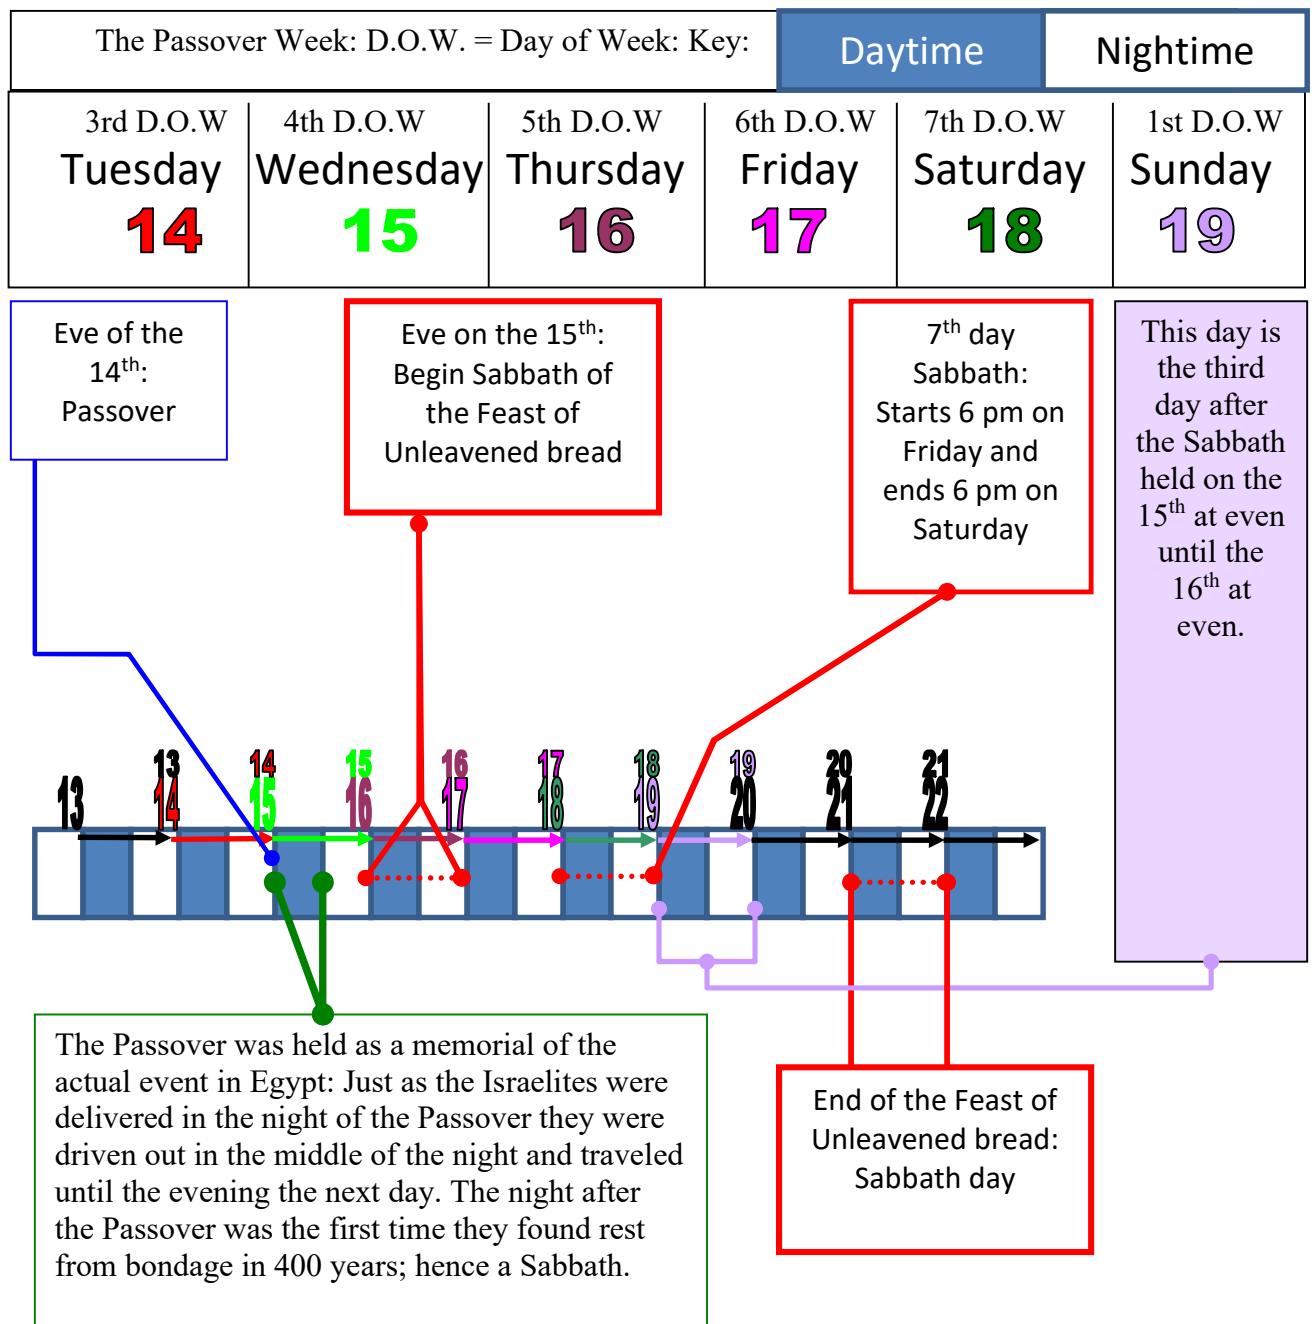 The Passover Week: D.O.W. = Day of Week: Key:
Daytime
Nightime
3rd D.O.W
Tuesday
14
4th D.O.W
Wednesday
15
5th D.O.W
Thursday
16
6th D.O.W
Friday
17
7th D.O.W
Saturday
18
1st D.O.W
Sunday
19
Eve of the
14th:
Passover
Eve on the 15th:
Begin Sabbath of
the Feast of
Unleavened bread
7th day
Sabbath:
Starts 6 pm on
Friday and
ends 6 pm on
Saturday
This day is
the third
day after
the Sabbath
held on the
15th at even
until the
16th at
even.
13 14 15 16 17 18 19 20 21
13 14 15 16 17 18 19 20 21 22
The Passover was held as a memorial of the
actual event in Egypt: Just as the Israelites were
delivered in the night of the Passover they were
driven out in the middle of the night and traveled
until the evening the next day. The night after
the Passover was the first time they found rest
from bondage in 400 years; hence a Sabbath.
End of the Feast of
Unleavened bread:
Sabbath day